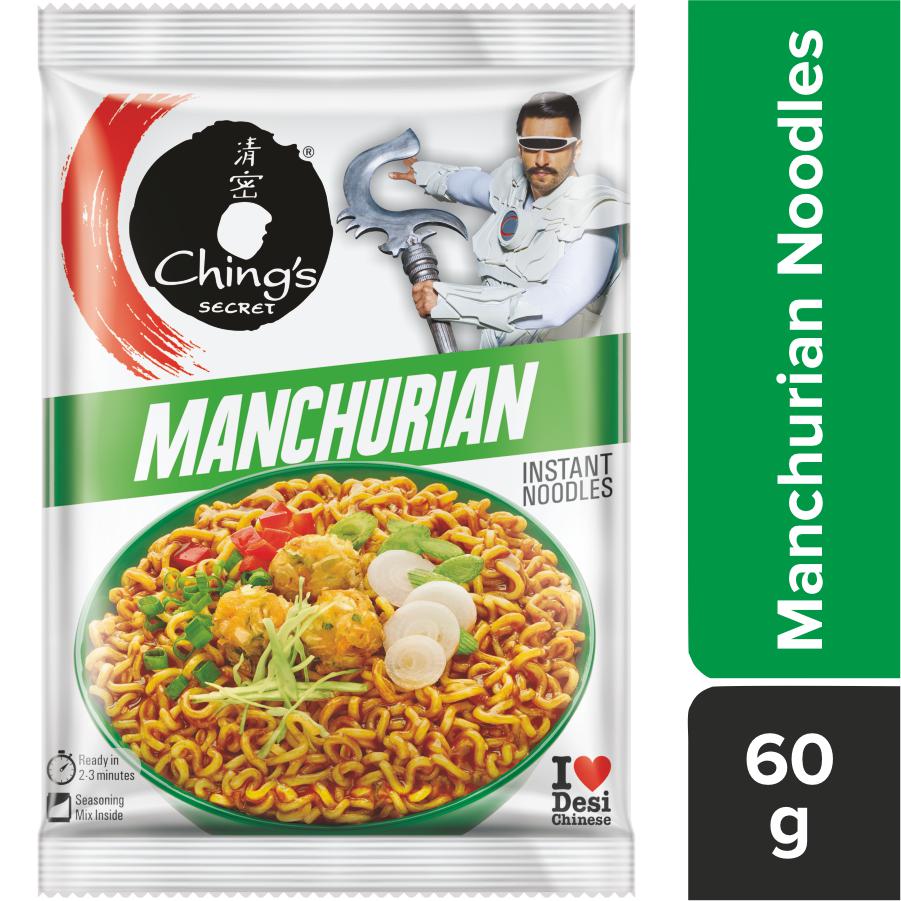 清
密
®
Ching's
SECRET
MANCHURIAN
INSTANT
NOODLES
Ready in
2-3 minutes
Seasoning
Mix Inside
I ❤
Desi
Chinese
Manchurian Noodles
60
g